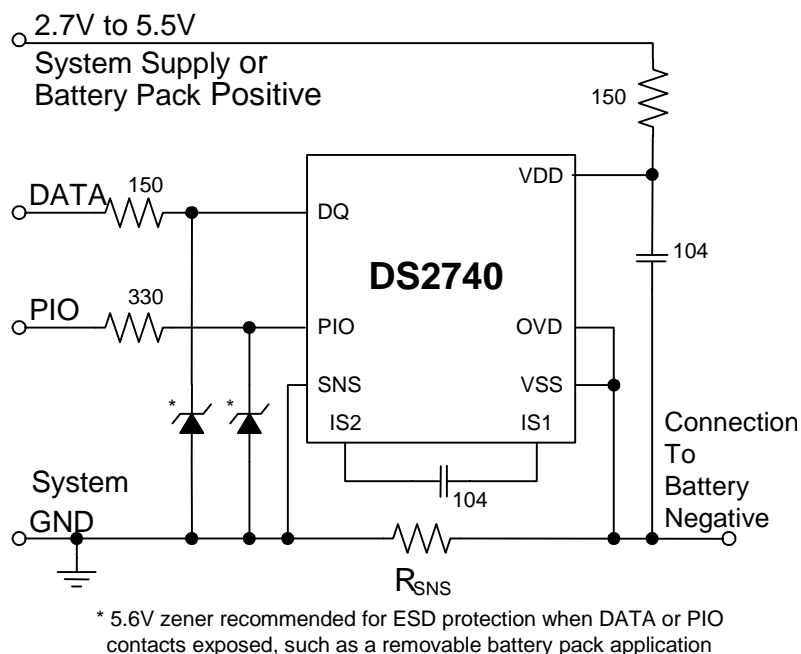 2.7V to 5.5V
System Supply or
Battery Pack Positive
150
DATA
150
VDD
DQ
104
DS2740
PIO
330
PIO
OVD
SNS
VSS
*
*
IS2
IS1
Connection
To
Battery
Negative
104
System
GND
RSNS
* 5.6V zener recommended for ESD protection when DATA or PIO
contacts exposed, such as a removable battery pack application